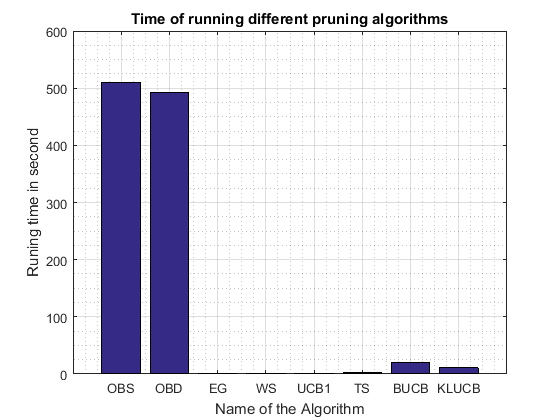 Time of running different pruning algorithms
Runing time in second
600
500
400
300
200
100
0
OBS OBD EG WS UCB1 TS BUCB KLUCB
Name of the Algorithm